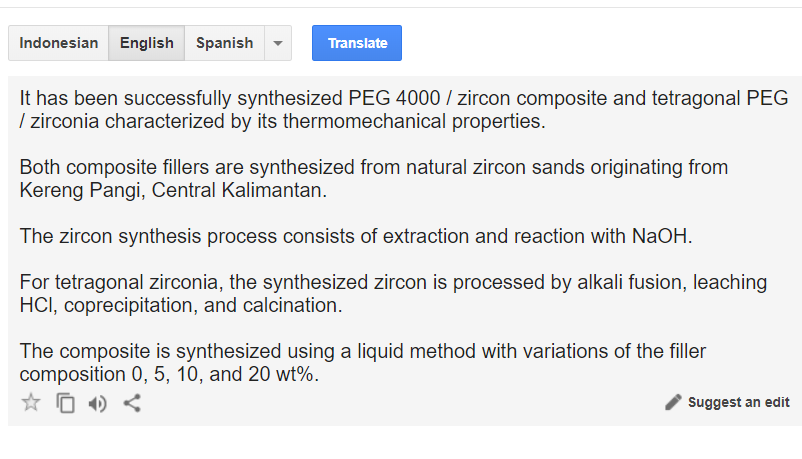 Indonesian English Spanish Translate
It has been successfully synthesized PEG 4000 / zircon composite and tetragonal PEG
/ zirconia characterized by its thermomechanical properties.
Both composite fillers are synthesized from natural zircon sands originating from
Kereng Pangi, Central Kalimantan.
The zircon synthesis process consists of extraction and reaction with NaOH.
For tetragonal zirconia, the synthesized zircon is processed by alkali fusion, leaching
HCl, coprecipitation, and calcination.
The composite is synthesized using a liquid method with variations of the filler
composition 0, 5, 10, and 20 wt%.
Suggest an edit